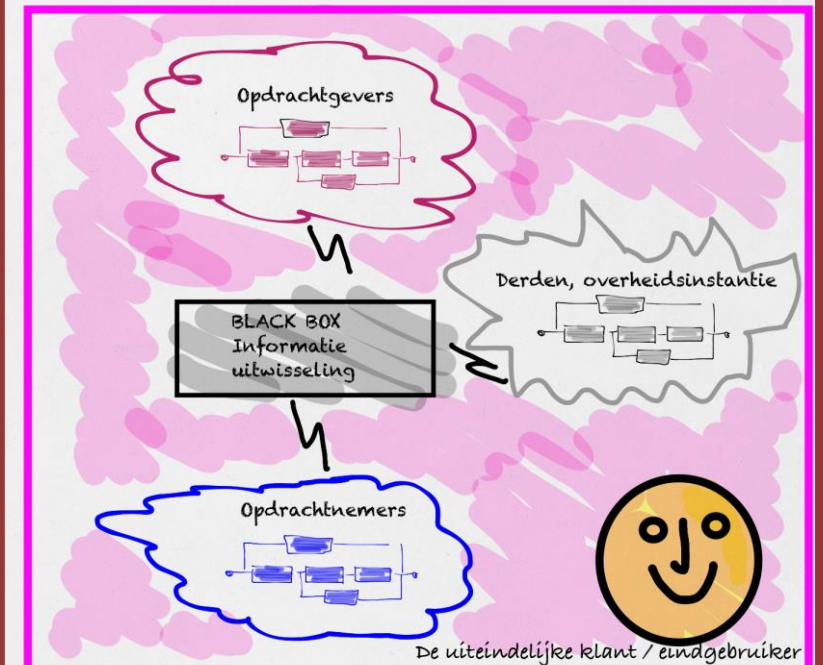 Opdrachtgevers
Derden, overheidsinstantie
BLACK BOX
Informatie
uitwisseling
Opdrachtnemers
De uiteindelijke klant / eindgebruiker